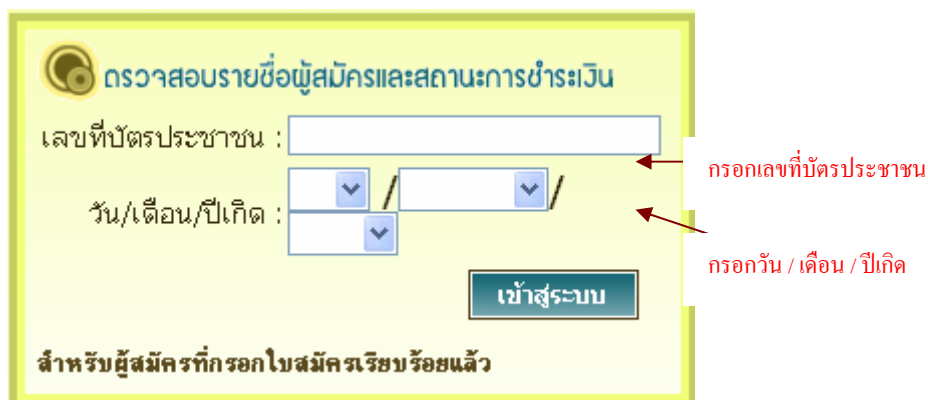 ตรวจสอบรายชื่อผู้สมัครและสถานะการชำระเงิน
เลขที่บัตรประชาชน :
กรอกเลขที่บัตรประชาชน
วัน/เดือน/ปีเกิด : / /
กรอกวัน / เดือน / ปีเกิด
เข้าสู่ระบบ
สำหรับผู้สมัครที่กรอกใบสมัครเรียบร้อยแล้ว